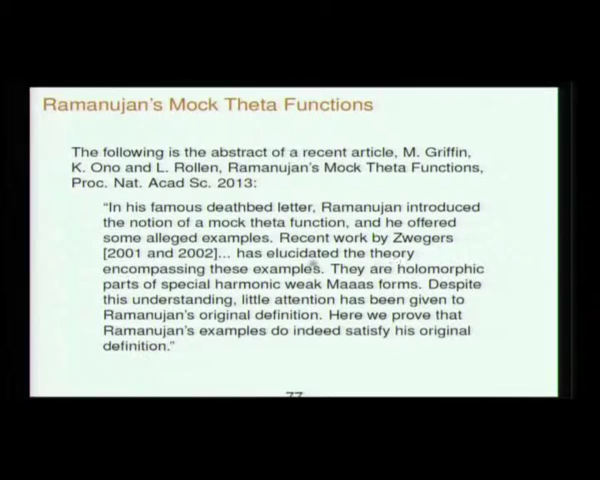 Ramanujan's Mock Theta Functions
The following is the abstract of a recent article, M. Griffin,
K. Ono and L. Rollen, Ramanujan's Mock Theta Functions,
Proc. Nat. Acad Sc. 2013:
"In his famous deathbed letter, Ramanujan introduced
the notion of a mock theta function, and he offered
some alleged examples. Recent work by Zwegers
[2001 and 2002]... has elucidated the theory
encompassing these examples. They are holomorphic
parts of special harmonic weak Maaas forms. Despite
this understanding, little attention has been given to
Ramanujan's original definition. Here we prove that
Ramanujan's examples do indeed satisfy his original
definition."